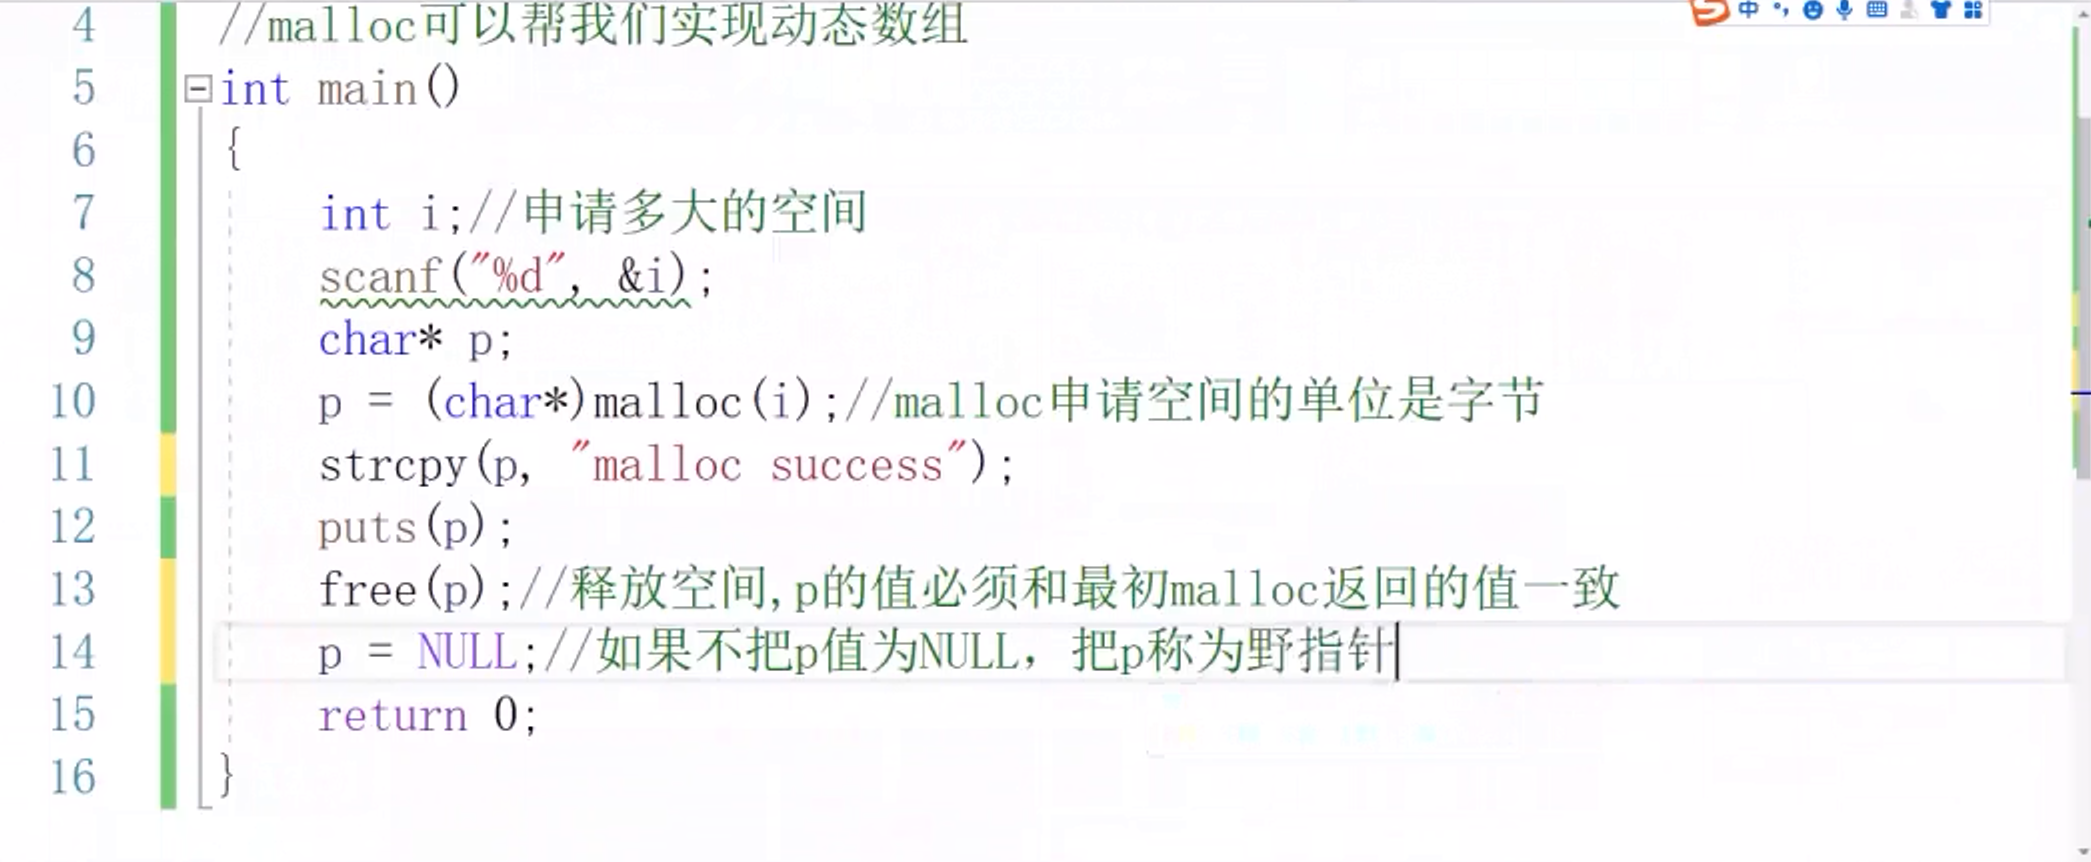 中
4 //malloc可以帮我们实现动态数组
5 int main()
6 {
7 int i;//申请多大的空间
8 scanf("%d", &i);
9 char* p;
10 p = (char*)malloc(i);//malloc申请空间的单位是字节
11 strcpy(p, "malloc success");
12 puts(p);
13 free(p);//释放空间,p的值必须和最初malloc返回的值一致
14 p = NULL;//如果不把p值为NULL，把p称为野指针
15 return 0;
16 }